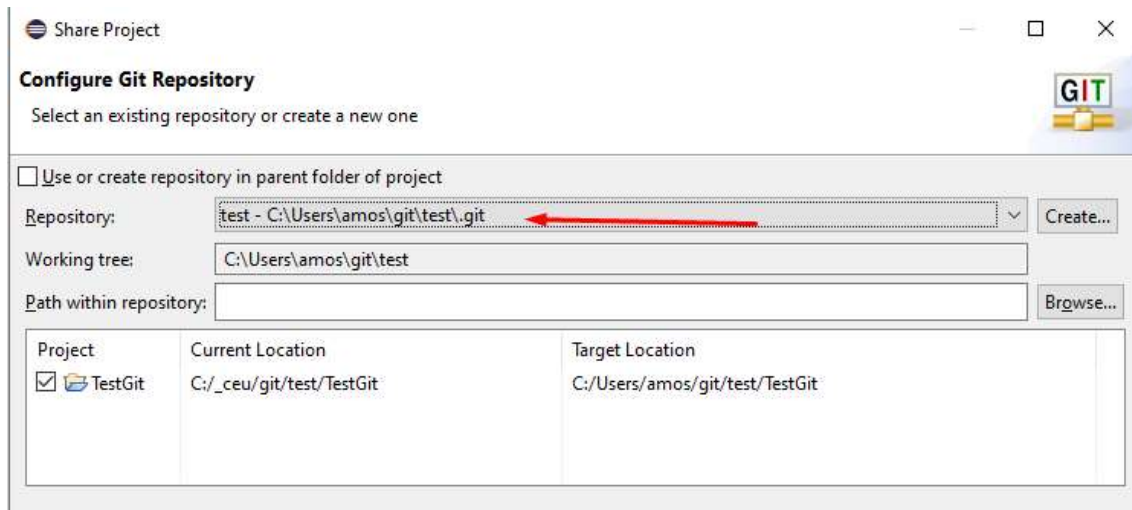 Share Project
Configure Git Repository
Select an existing repository or create a new one
GIT
Use or create repository in parent folder of project
Repository: test - C:\Users\amos\git\test\.git Create...
Working tree: C:\Users\amos\git\test
Path within repository: Browse...
Project Current Location Target Location
TestGit C:/_ceu/git/test/TestGit C:/Users/amos/git/test/TestGit